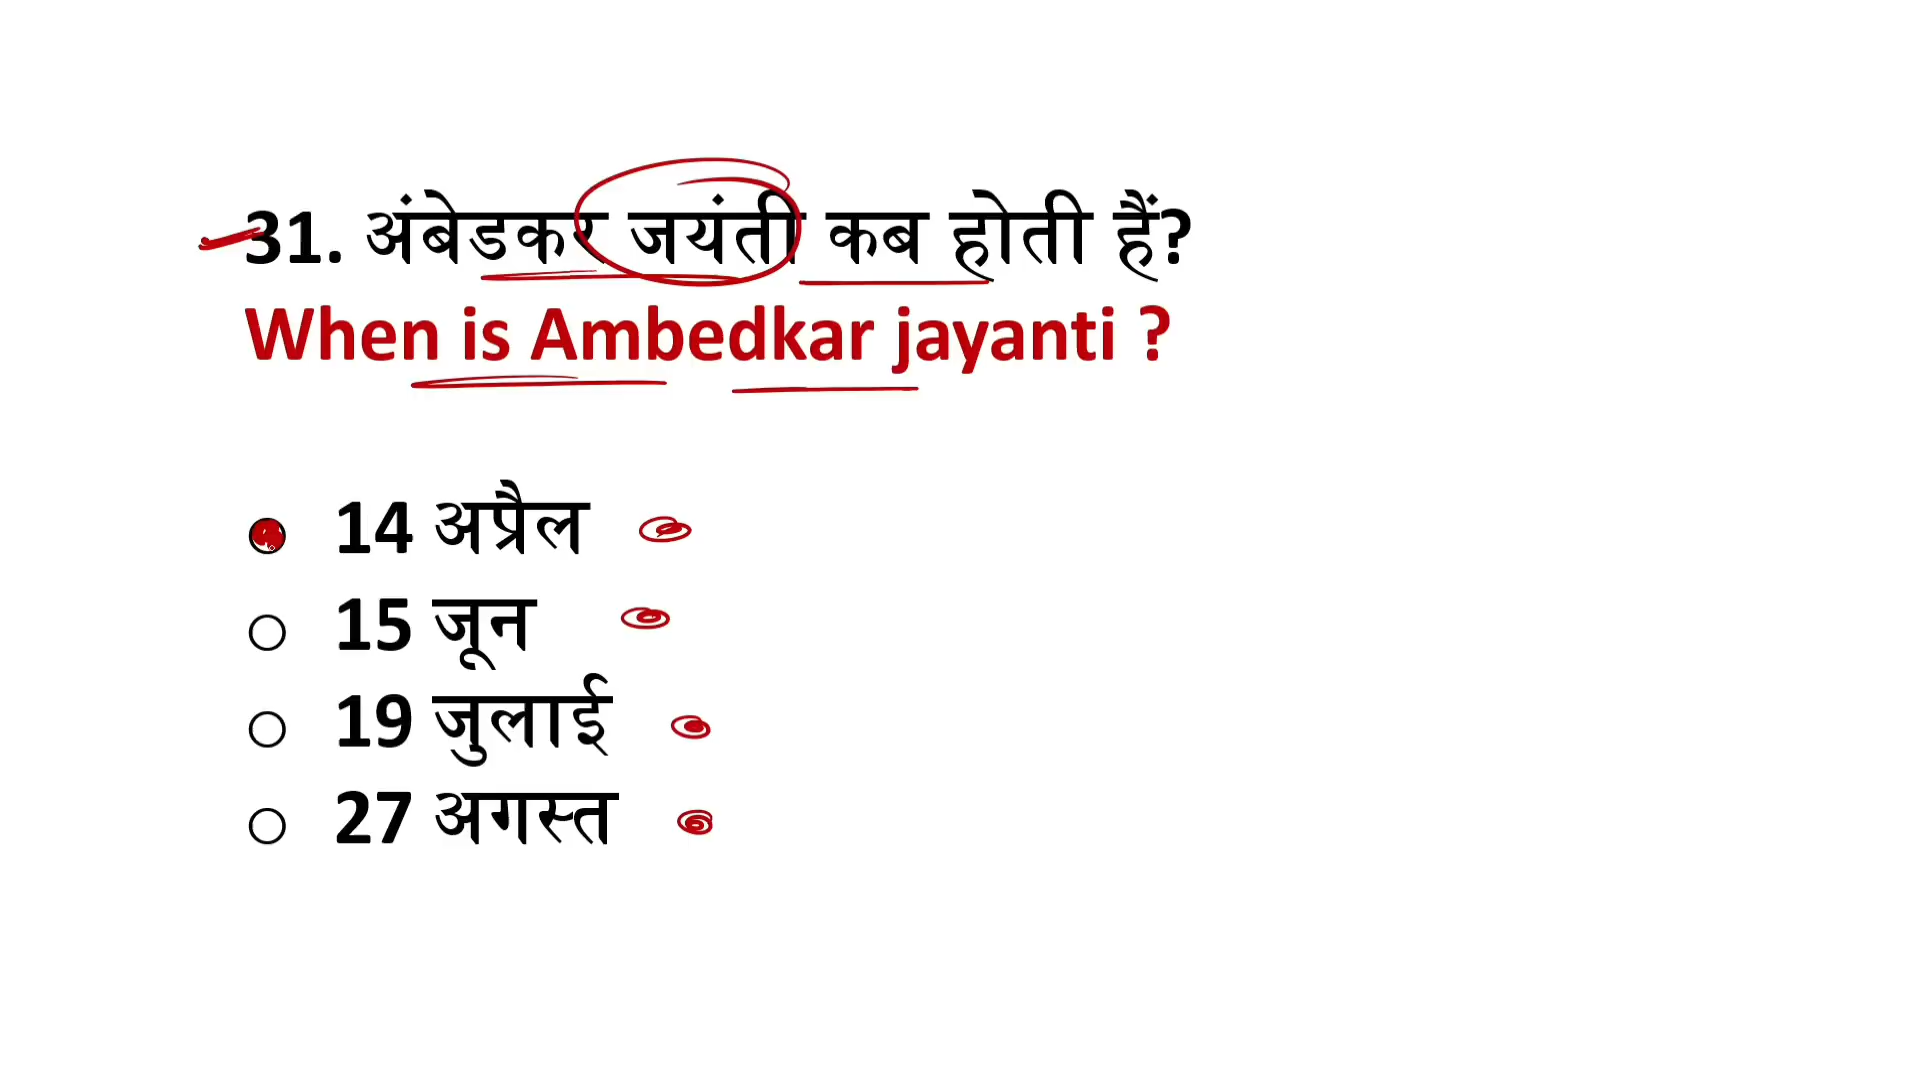 31. अंबेडकर जयंती कब होती हैं?
When is Ambedkar jayanti ?
14 अप्रैल
15 जून
19 जुलाई
27 अगस्त